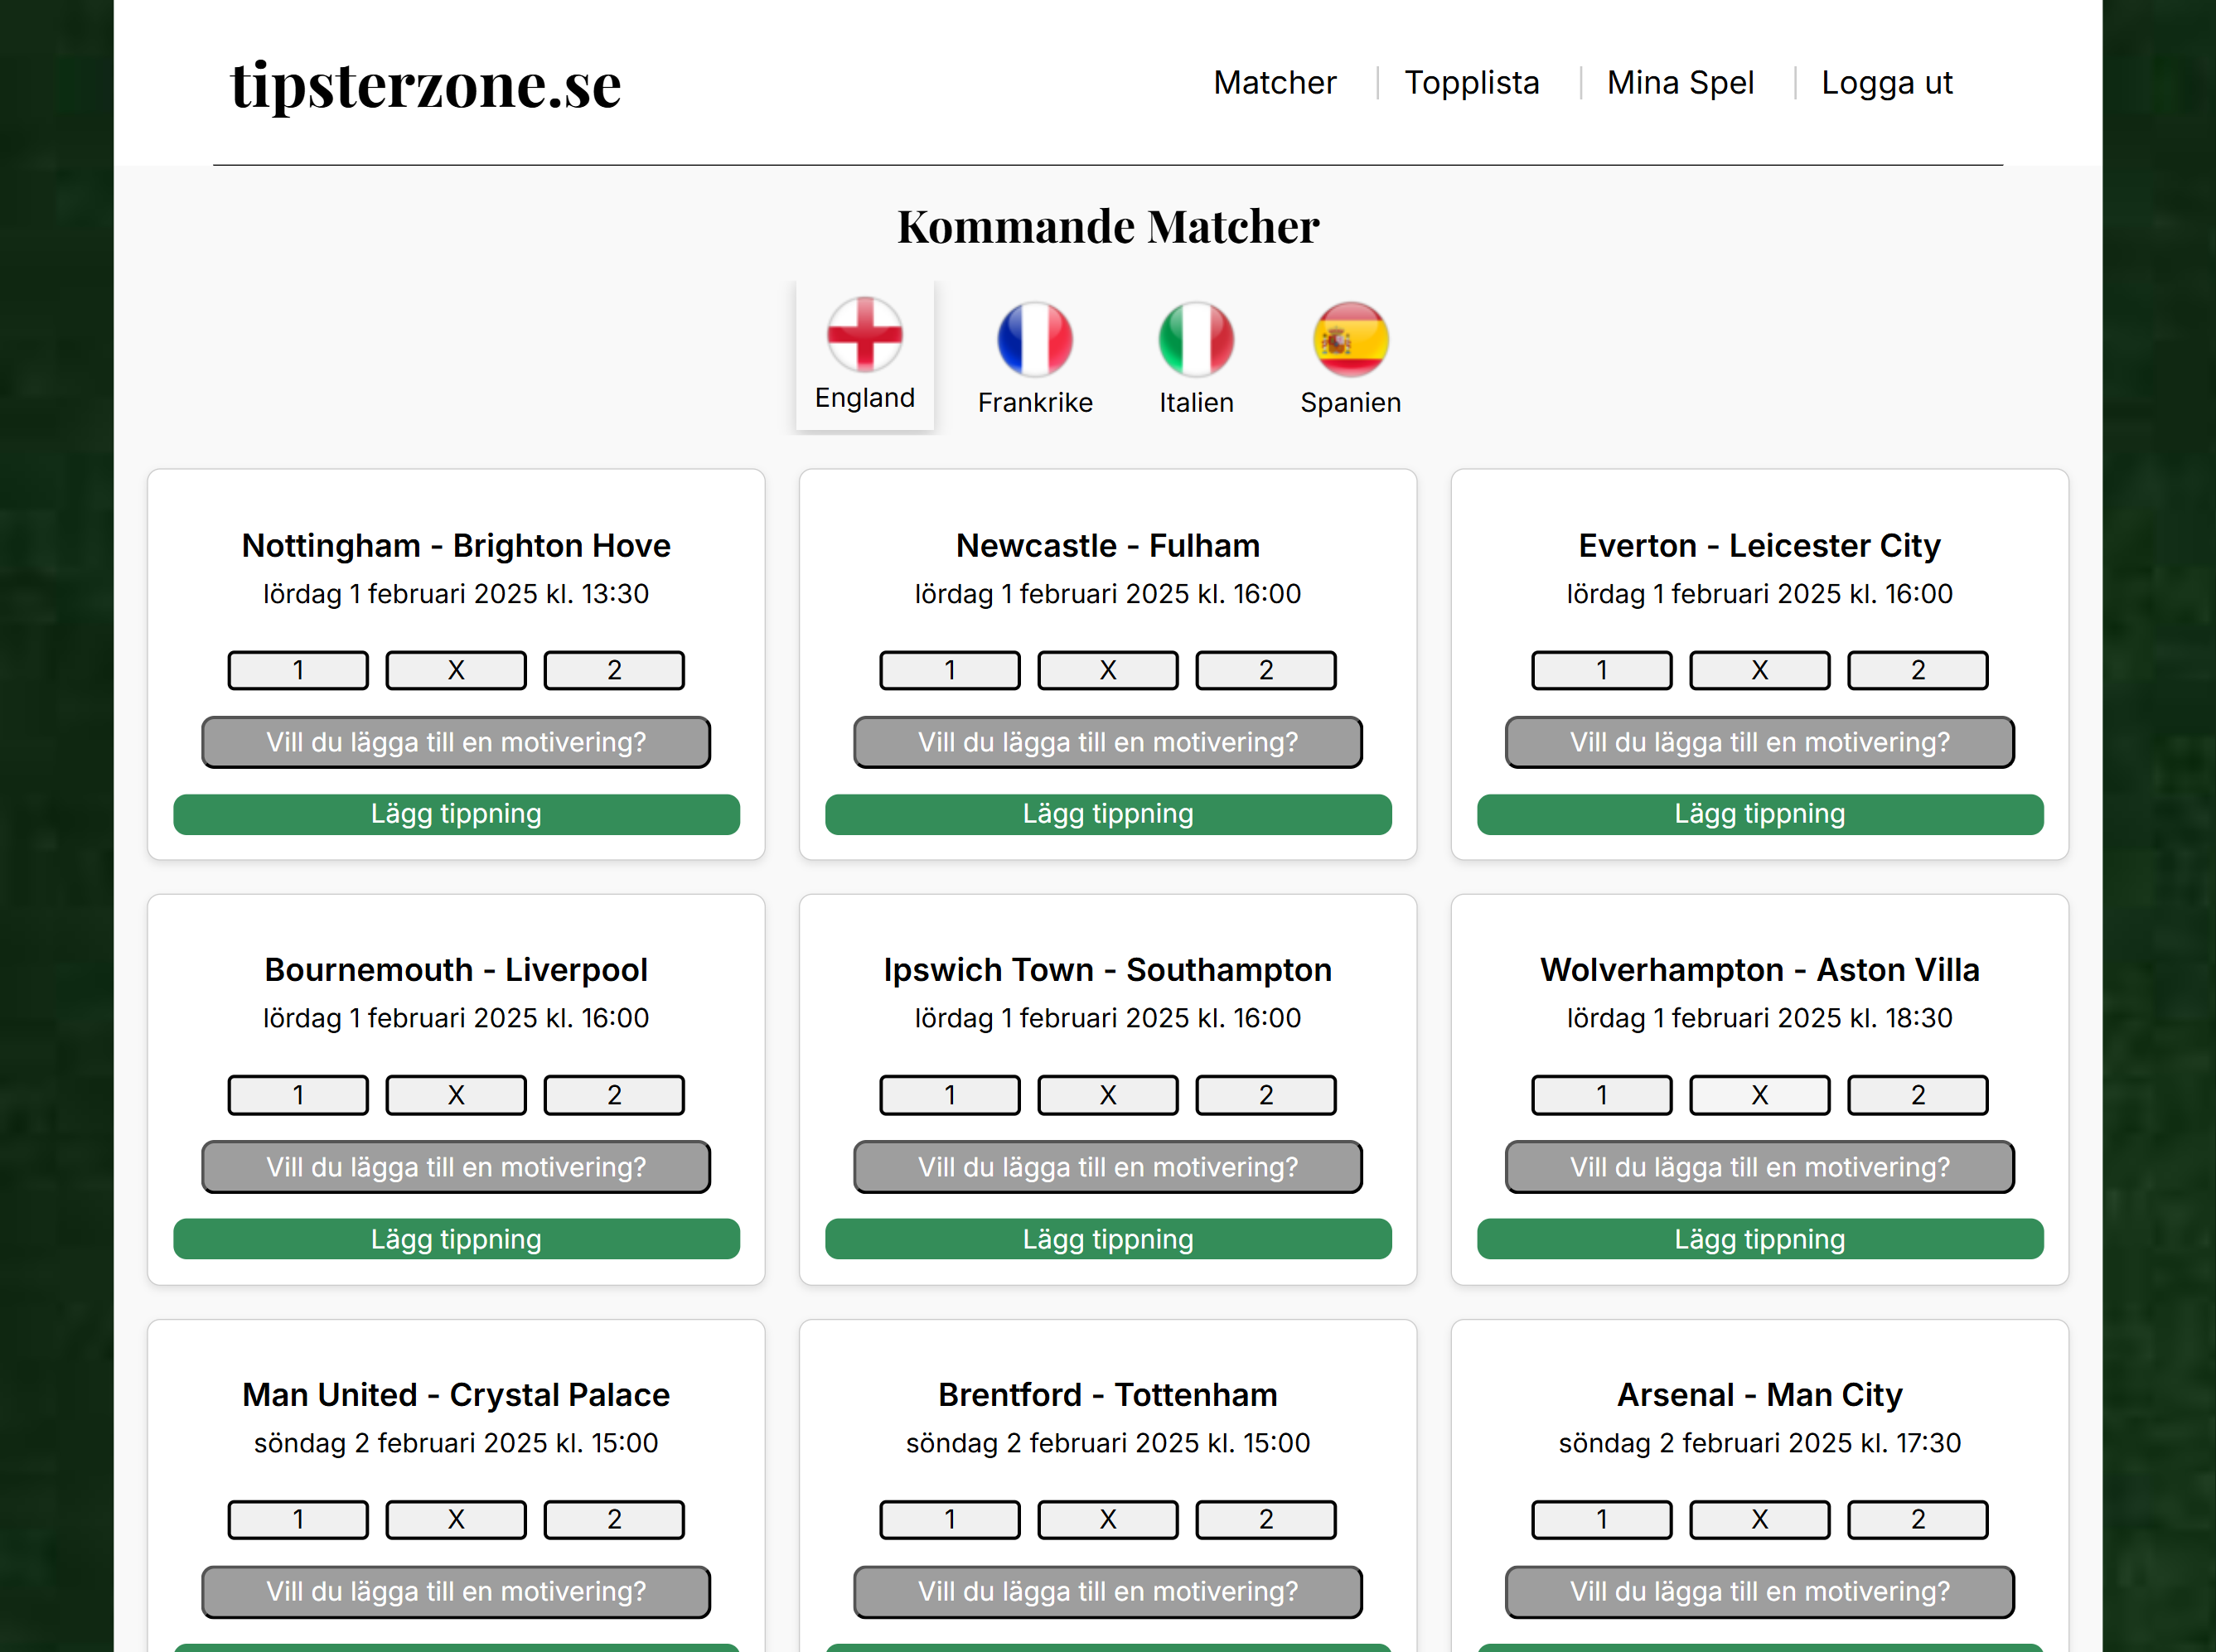 tipsterzone.se
Matcher
Topplista
Mina Spel
Logga ut
Kommande Matcher
England
Frankrike
Italien
Spanien
Nottingham - Brighton Hove
lördag 1 februari 2025 kl. 13:30
1 X 2
Vill du lägga till en motivering?
Lägg tippning
Newcastle - Fulham
lördag 1 februari 2025 kl. 16:00
1 X 2
Vill du lägga till en motivering?
Lägg tippning
Everton - Leicester City
lördag 1 februari 2025 kl. 16:00
1 X 2
Vill du lägga till en motivering?
Lägg tippning
Bournemouth - Liverpool
lördag 1 februari 2025 kl. 16:00
1 X 2
Vill du lägga till en motivering?
Lägg tippning
Ipswich Town - Southampton
lördag 1 februari 2025 kl. 16:00
1 X 2
Vill du lägga till en motivering?
Lägg tippning
Wolverhampton - Aston Villa
lördag 1 februari 2025 kl. 18:30
1 X 2
Vill du lägga till en motivering?
Lägg tippning
Man United - Crystal Palace
söndag 2 februari 2025 kl. 15:00
1 X 2
Vill du lägga till en motivering?
Brentford - Tottenham
söndag 2 februari 2025 kl. 15:00
1 X 2
Vill du lägga till en motivering?
Arsenal - Man City
söndag 2 februari 2025 kl. 17:30
1 X 2
Vill du lägga till en motivering?